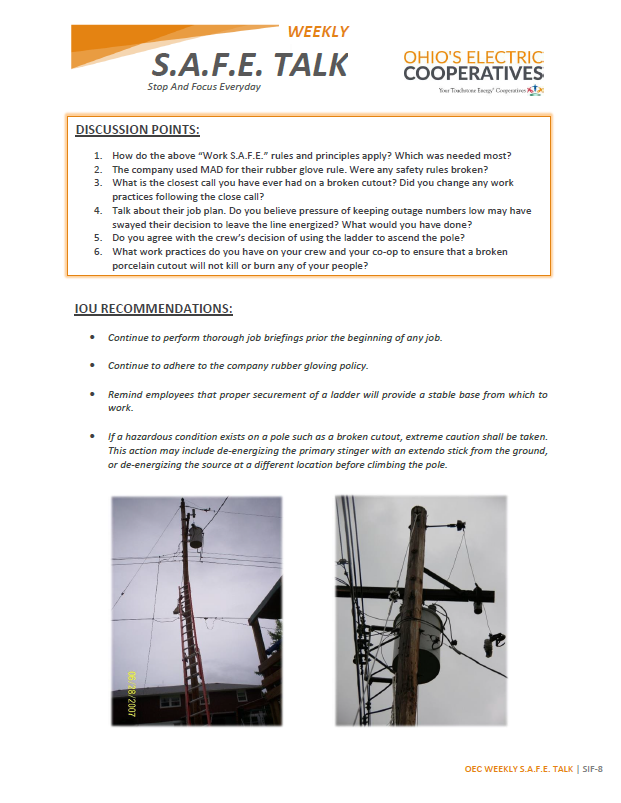 WEEKLY
S.A.F.E. TALK
Stop And Focus Everyday
OHIO'S ELECTRIC
COOPERATIVES
Your Touchstone Energy® Cooperatives
DISCUSSION POINTS:
1. How do the above “Work S.A.F.E.” rules and principles apply? Which was needed most?
2. The company used MAD for their rubber glove rule. Were any safety rules broken?
3. What is the closest call you have ever had on a broken cutout? Did you change any work
practices following the close call?
4. Talk about their job plan. Do you believe pressure of keeping outage numbers low may have
swayed their decision to leave the line energized? What would you have done?
5. Do you agree with the crew’s decision of using the ladder to ascend the pole?
6. What work practices do you have on your crew and your co-op to ensure that a broken
porcelain cutout will not kill or burn any of your people?
IOU RECOMMENDATIONS:
• Continue to perform thorough job briefings prior the beginning of any job.
• Continue to adhere to the company rubber gloving policy.
• Remind employees that proper securement of a ladder will provide a stable base from which to
work.
• If a hazardous condition exists on a pole such as a broken cutout, extreme caution shall be taken.
This action may include de-energizing the primary stinger with an extendo stick from the ground,
or de-energizing the source at a different location before climbing the pole.
06/28/2007
OEC WEEKLY S.A.F.E. TALK | SIF-8